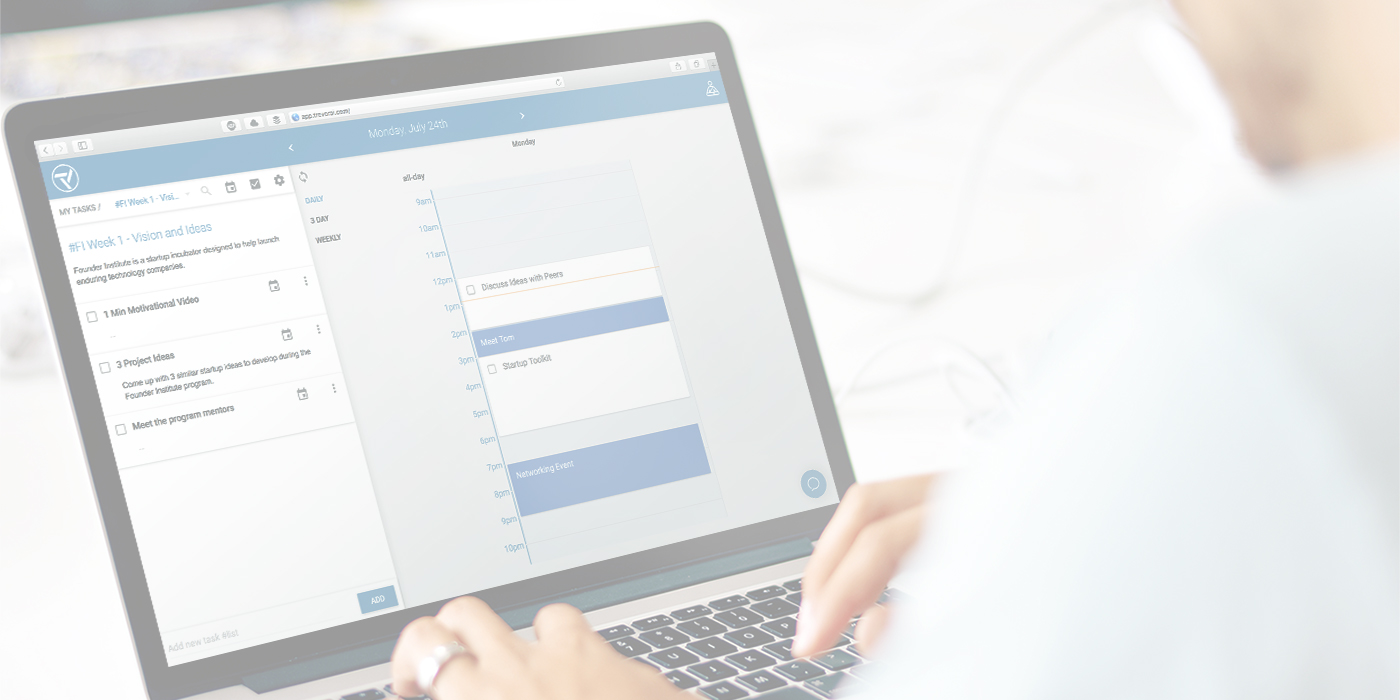 app.trevorai.com/
Monday, July 24th
MY TASKS / #FI Week 1 - Visi...
#FI Week 1 - Vision and Ideas
Founder Institute is a startup incubator designed to help launch
enduring technology companies.
1 Min Motivational Video
...
3 Project Ideas
Come up with 3 similar startup ideas to develop during the
Founder Institute program.
Meet the program mentors
...
Add new task #list
ADD
DAILY
3 DAY
WEEKLY
Monday
all-day
9am
10am
11am
12pm
Discuss Ideas with Peers
1pm
2pm
Meet Tom
3pm
Startup Toolkit
4pm
5pm
6pm
7pm
Networking Event
8pm
9pm
10pm